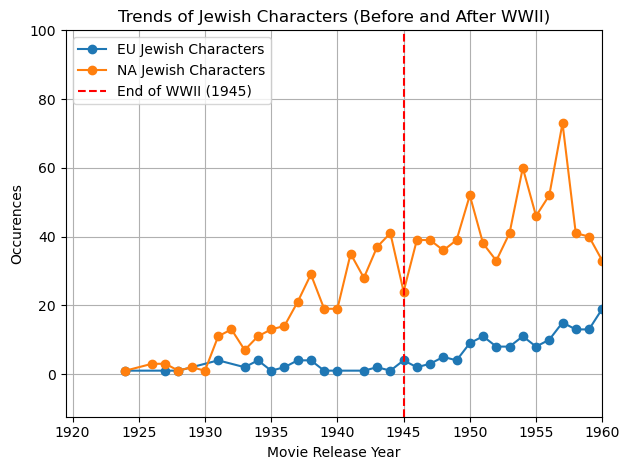 Trends of Jewish Characters (Before and After WWII)
EU Jewish Characters
NA Jewish Characters
End of WWII (1945)
100
80
60
40
20
0
Occurences
1920 1925 1930 1935 1940 1945 1950 1955 1960
Movie Release Year